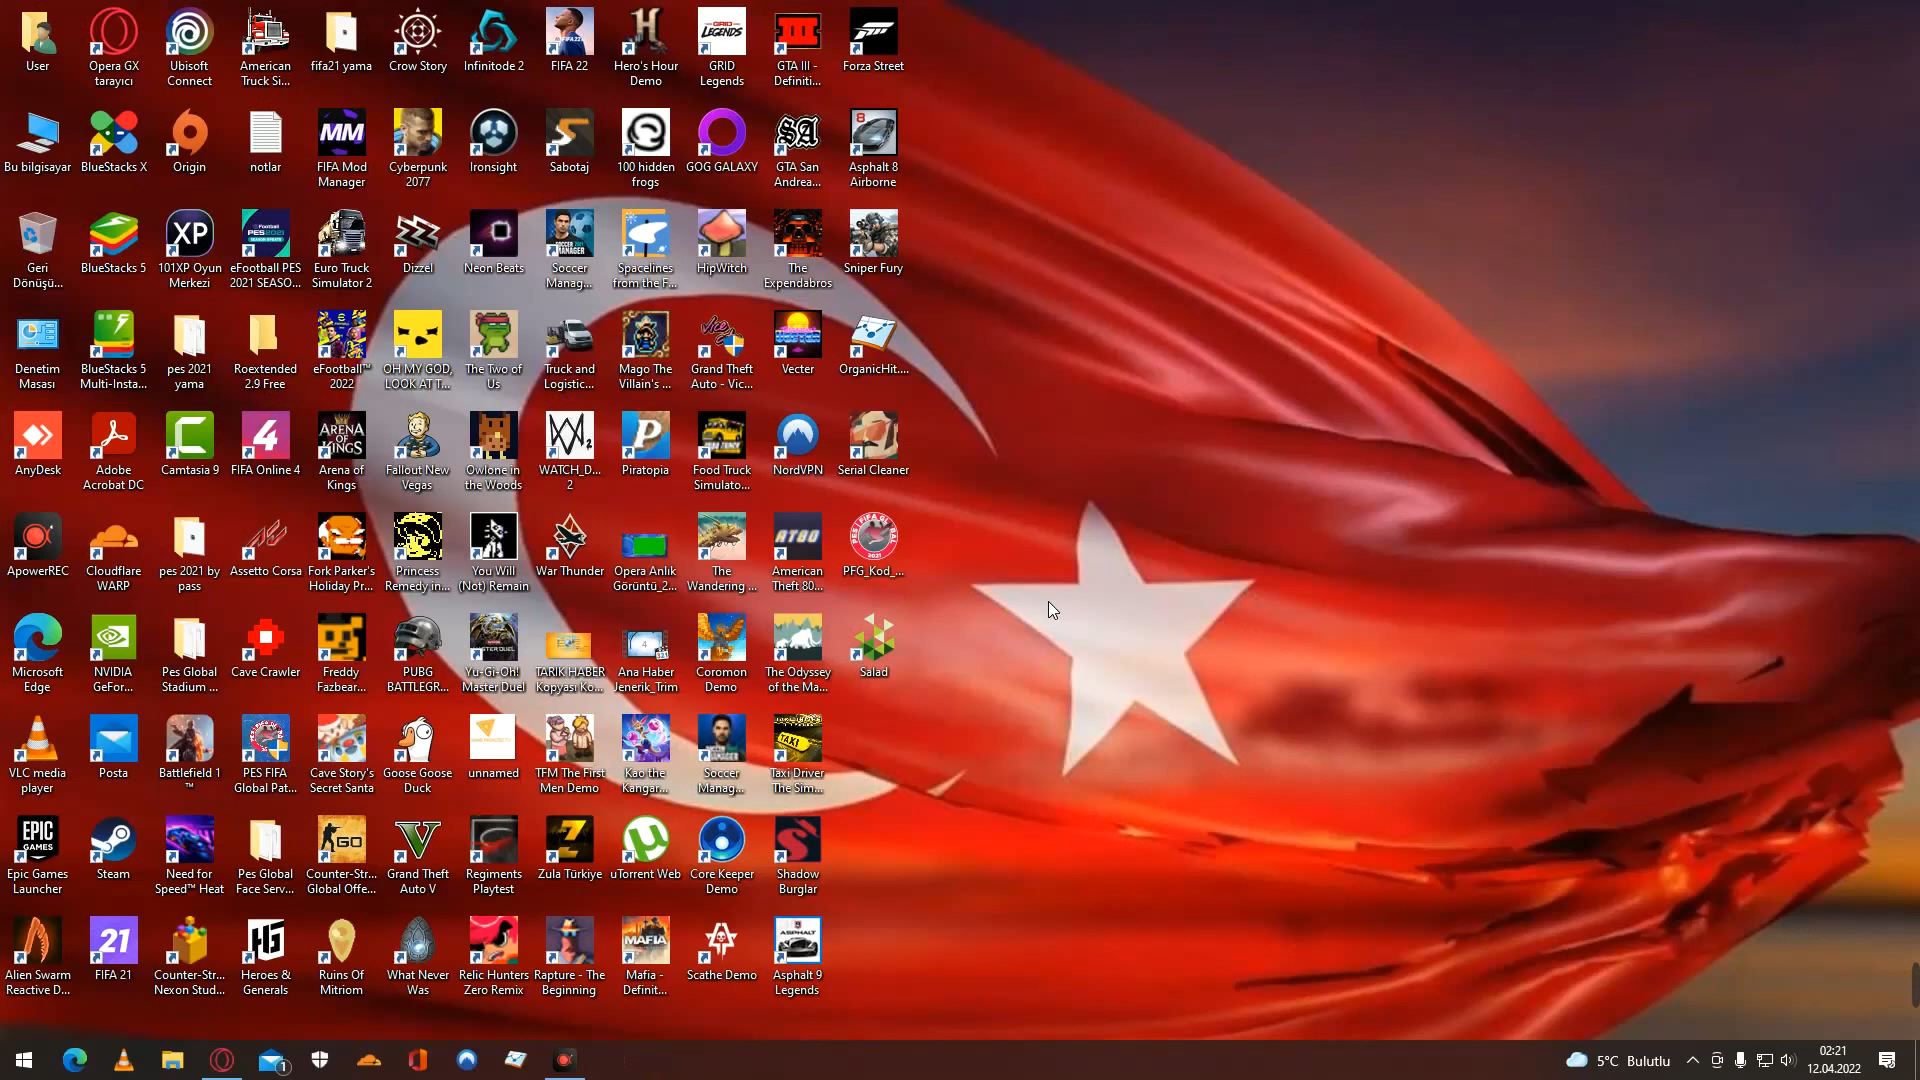 User
Opera GX
tarayıcı
Ubisoft
Connect
American
Truck Si...
fifa21 yama
Crow Story
Infinitode 2
FIFA 22
Hero's Hour
Demo
GRID
Legends
GTA III -
Definiti...
Forza Street
Bu bilgisayar
BlueStacks X
Origin
notlar
FIFA Mod
Manager
Cyberpunk
2077
Ironsight
Sabotaj
100 hidden
frogs
GOG GALAXY
GTA San
Andrea...
Asphalt 8
Airborne
Geri
Dönüşü...
BlueStacks 5
101XP Oyun
Merkezi
eFootball PES
2021 SEASO...
Euro Truck
Simulator 2
Dizzel
Neon Beats
Soccer
Manag...
Spacelines
from the F...
HipWitch
The
Expendabros
Sniper Fury
Denetim
Masası
BlueStacks 5
Multi-Insta...
pes 2021
yama
Roextended
2.9 Free
eFootball™
2022
OH MY GOD,
LOOK AT T...
The Two of
Us
Truck and
Logistic...
Mago The
Villain's ...
Grand Theft
Auto - Vic...
Vecter
OrganicHit....
AnyDesk
Adobe
Acrobat DC
Camtasia 9
FIFA Online 4
Arena of
Kings
Fallout New
Vegas
Owlone in
the Woods
WATCH_D...
2
Piratopia
Food Truck
Simulato...
NordVPN
Serial Cleaner
ApowerREC
Cloudflare
WARP
pes 2021 by
pass
Assetto Corsa
Fork Parker's
Holiday Pr...
Princess
Remedy in...
You Will
(Not) Remain
War Thunder
Opera Anlık
Görüntü_2...
The
Wandering ...
American
Theft 80...
PFG_Kod_...
Microsoft
Edge
NVIDIA
GeFor...
Pes Global
Stadium ...
Cave Crawler
Freddy
Fazbear...
PUBG
BATTLEGR...
Yu-Gi-Oh!
Master Duel
TARIK HABER
Kopyası Ko...
Ana Haber
Jenerik_Trim
Coromon
Demo
The Odyssey
of the Ma...
Salad
VLC media
player
Posta
Battlefield 1
™
PES FIFA
Global Pat...
Cave Story's
Secret Santa
Goose Goose
Duck
unnamed
TFM The First
Men Demo
Kao the
Kangar...
Soccer
Manag...
Taxi Driver
The Sim...
Epic Games
Launcher
Steam
Need for
Speed™ Heat
Pes Global
Face Serv...
Counter-Str...
Global Offe...
Grand Theft
Auto V
Regiments
Playtest
Zula Türkiye
uTorrent Web
Core Keeper
Demo
Shadow
Burglar
Alien Swarm
Reactive D...
FIFA 21
Counter-Str...
Nexon Stud...
Heroes &
Generals
Ruins Of
Mitriom
What Never
Was
Relic Hunters
Zero Remix
Rapture - The
Beginning
Mafia -
Definit...
Scathe Demo
Asphalt 9
Legends
1
5°C Bulutlu
02:21
12.04.2022